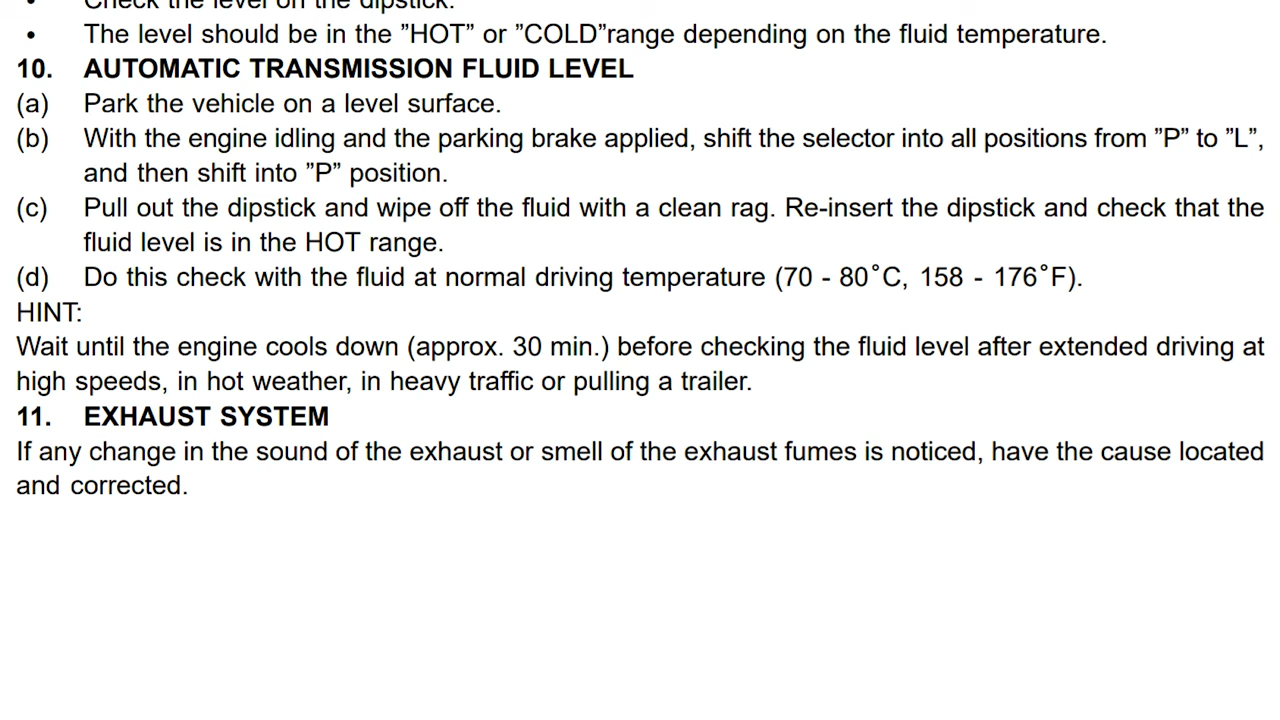 • Check the level on the dipstick.
• The level should be in the ”HOT” or ”COLD”range depending on the fluid temperature.
10. AUTOMATIC TRANSMISSION FLUID LEVEL
(a) Park the vehicle on a level surface.
(b) With the engine idling and the parking brake applied, shift the selector into all positions from ”P” to ”L”,
and then shift into ”P” position.
(c) Pull out the dipstick and wipe off the fluid with a clean rag. Re-insert the dipstick and check that the
fluid level is in the HOT range.
(d) Do this check with the fluid at normal driving temperature (70 - 80˚C, 158 - 176˚F).
HINT:
Wait until the engine cools down (approx. 30 min.) before checking the fluid level after extended driving at
high speeds, in hot weather, in heavy traffic or pulling a trailer.
11. EXHAUST SYSTEM
If any change in the sound of the exhaust or smell of the exhaust fumes is noticed, have the cause located
and corrected.